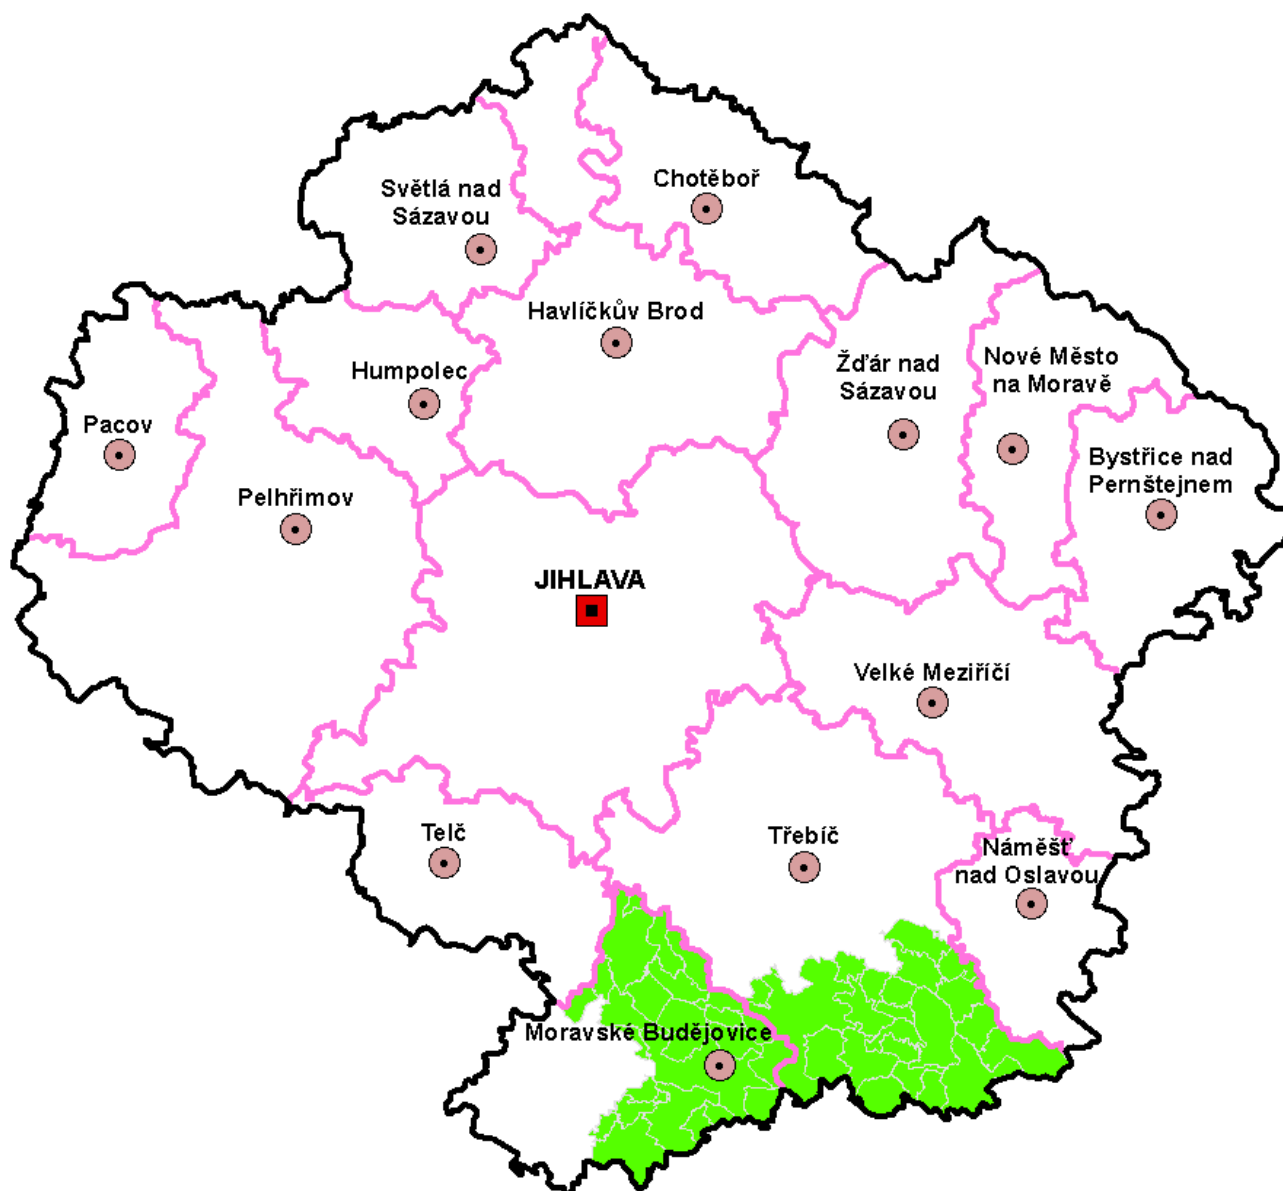 Chotěboř
Světlá nad
Sázavou
Havlíčkův Brod
Humpolec
Žďár nad
Sázavou
Nové Město
na Moravě
Pacov
Bystřice nad
Pernštejnem
Pelhřimov
JIHLAVA
Velké Meziříčí
Telč
Třebíč
Náměšť
nad Oslavou
Moravské Budějovice